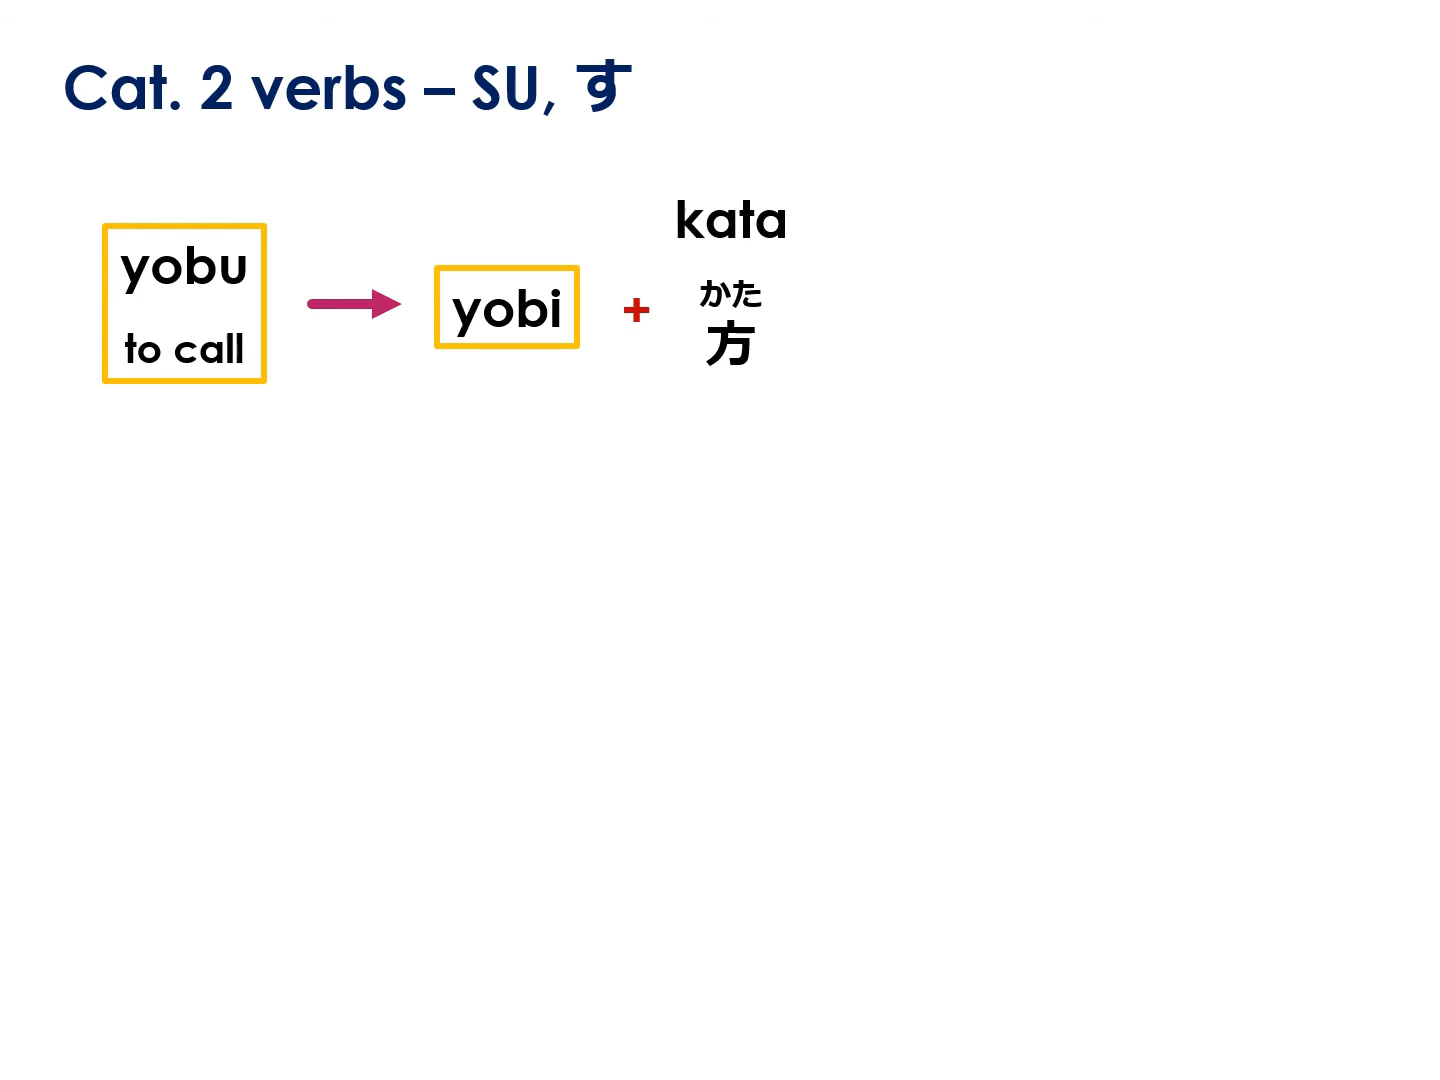 Cat. 2 verbs – SU, す
yobu
to call
yobi
+
kata
かた
方